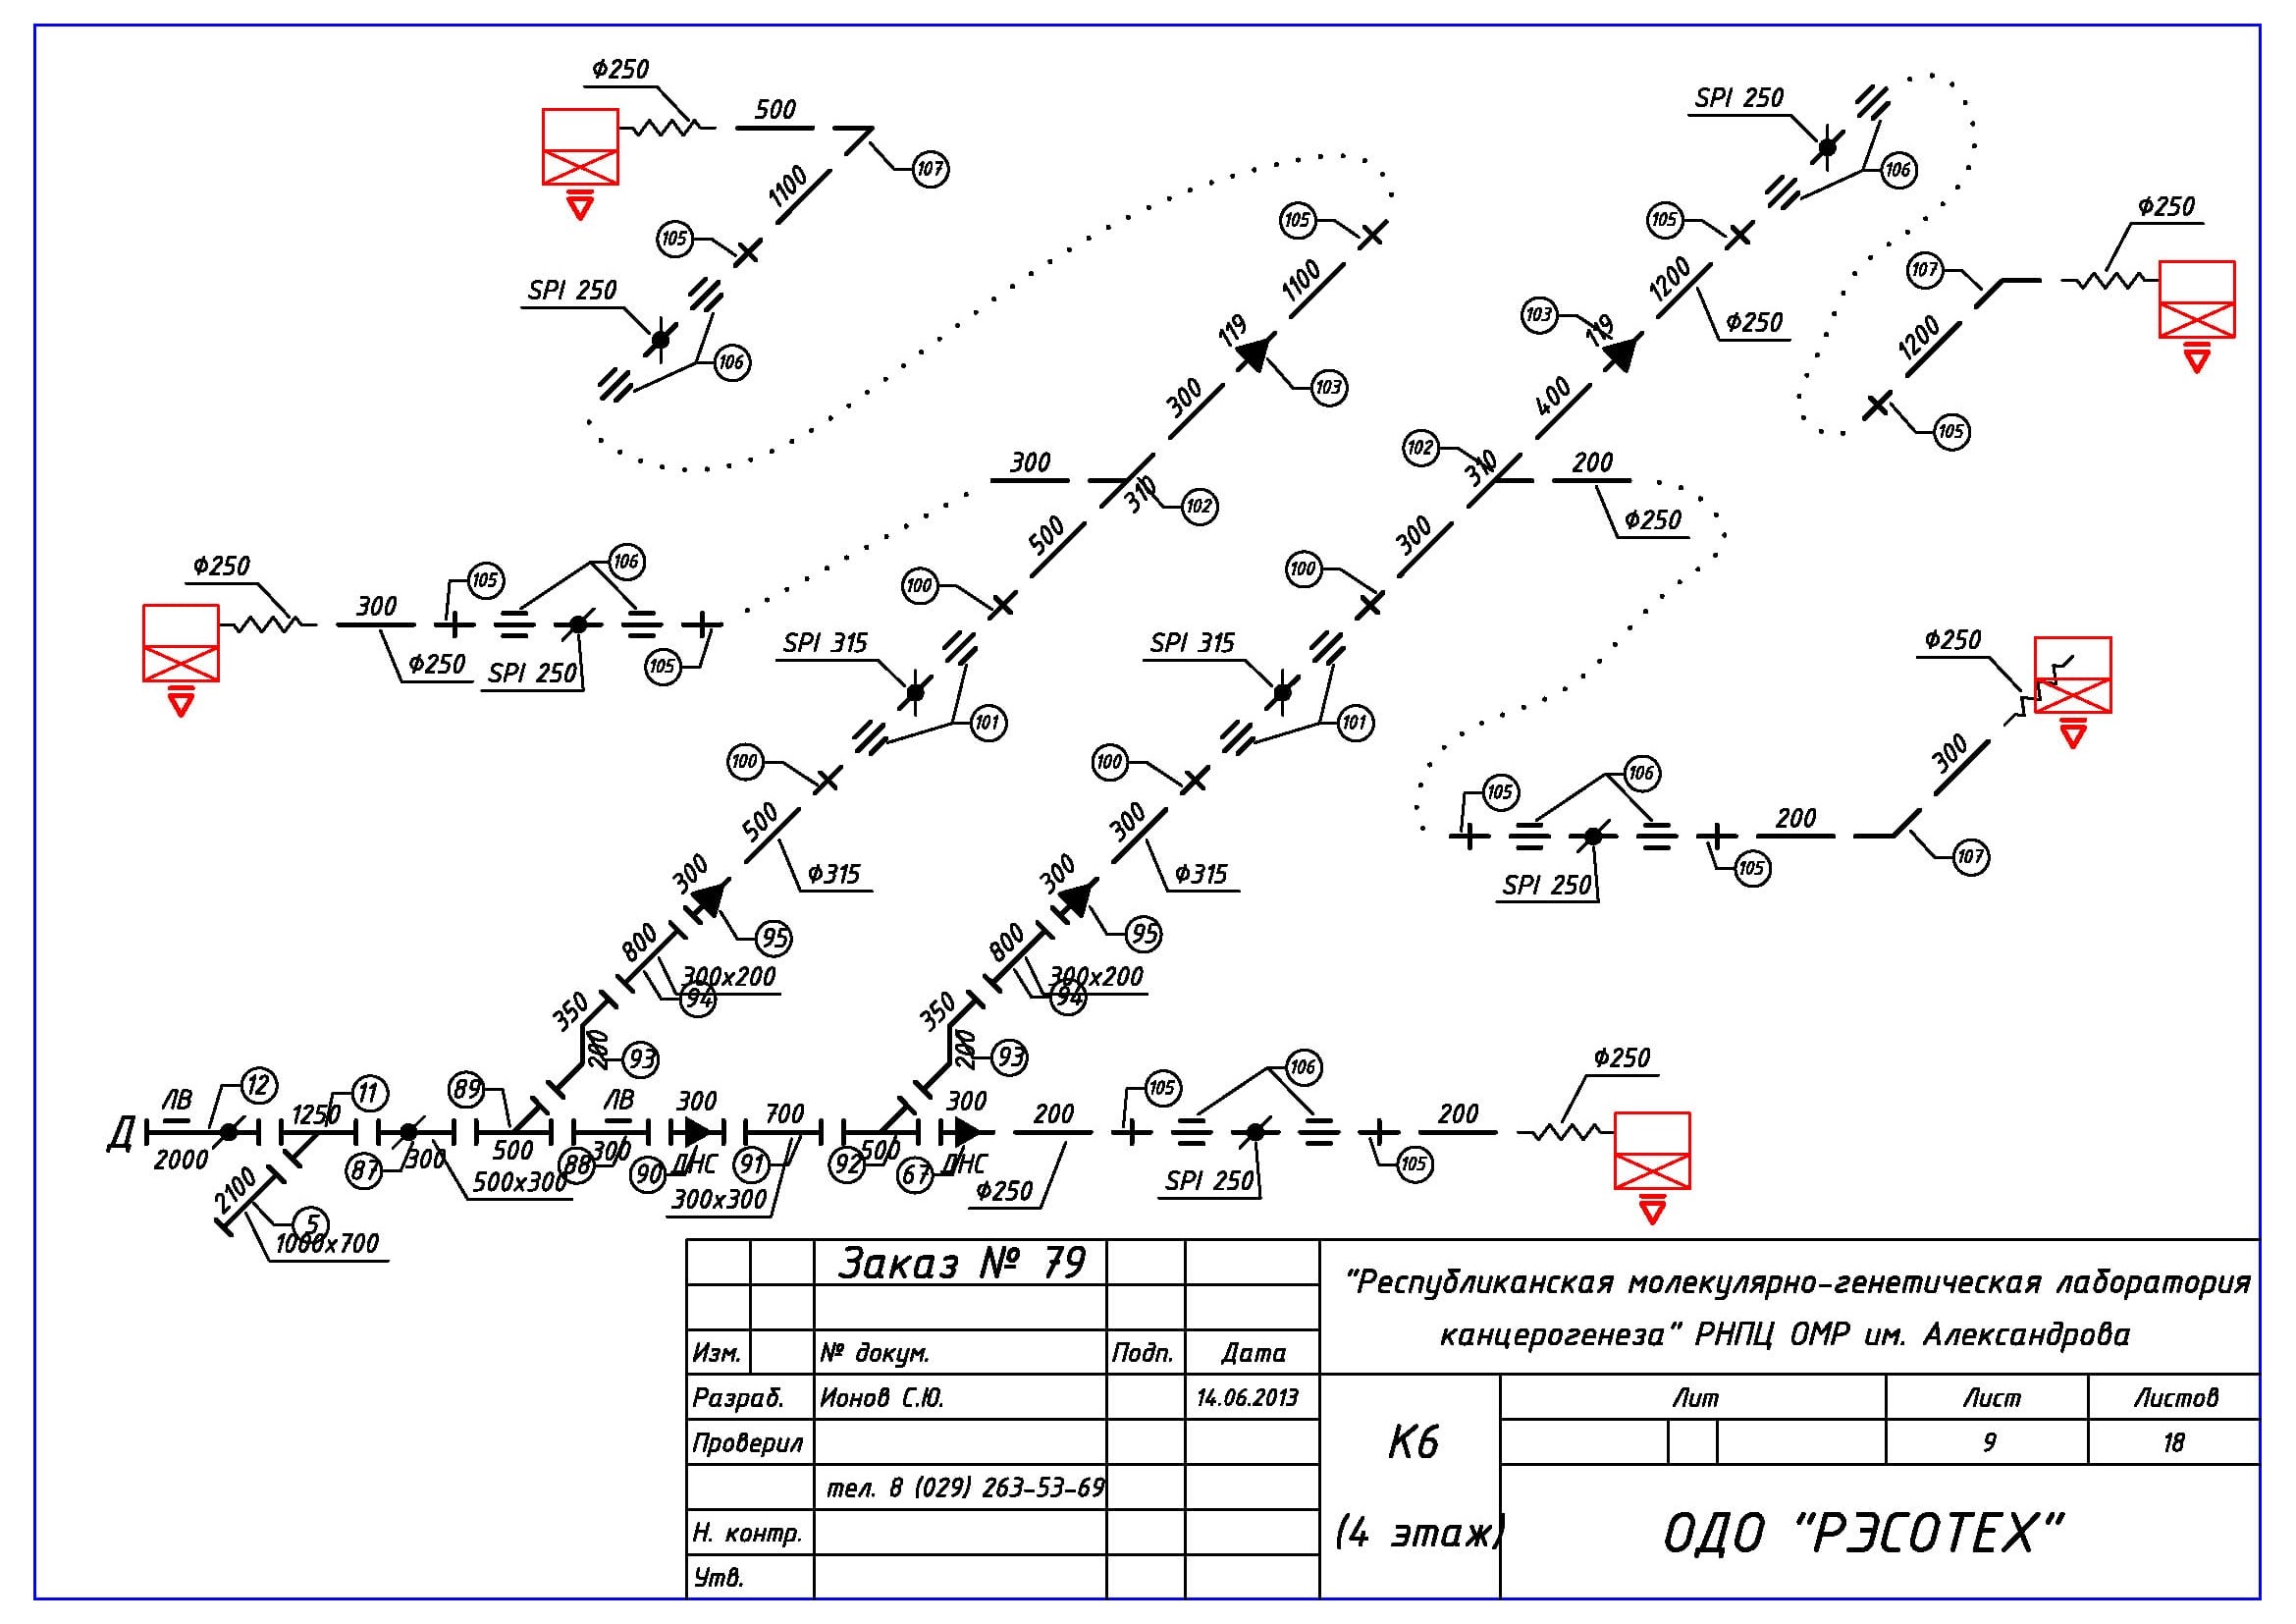 Ф250
500
107
1100
105
SPI 250
106
SPI 250
106
105
1200
103
119
Ф250
105
1100
119
103
300
Ф250
107
1200
105
300
310
102
500
100
400
102
310
200
Ф250
300
100
Ф250
300
105
106
Ф250
SPI 250
105
SPI 315
101
100
500
Ф315
300
95
800
300x200
94
350
200
93
SPI 315
101
100
300
Ф315
300
95
800
300x200
94
350
200
93
Ф250
300
105
106
200
105
107
SPI 250
Д
ЛВ
2000
12
1250
11
2100
5
1000x700
87
300
500x300
89
500
88
ЛВ
300
90
300
ДНС
700
91
300x300
92
500
67
300
ДНС
200
Ф250
105
106
SPI 250
105
200
Ф250
Заказ № 79
Изм.
№ докум.
Подп.
Дата
Разраб.
Ионов С.Ю.
14.06.2013
Проверил
тел. 8 (029) 263-53-69
Н. контр.
Утв.
"Республиканская молекулярно-генетическая лаборатория
канцерогенеза" РНПЦ ОМР им. Александрова
К6
(4 этаж)
Лит
Лист
Листов
9
18
ОДО "РЭСОТЕХ"